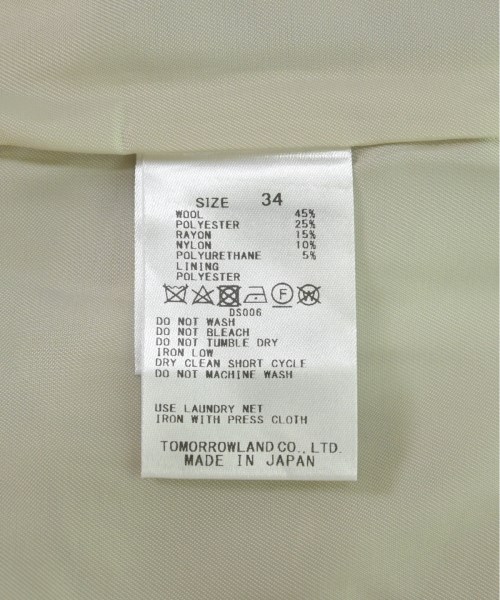 SIZE 34
WOOL 45%
POLYESTER 25%
RAYON 15%
NYLON 10%
POLYURETHANE 5%
LINING
POLYESTER
F W
DS006
DO NOT WASH
DO NOT BLEACH
DO NOT TUMBLE DRY
IRON LOW
DRY CLEAN SHORT CYCLE
DO NOT MACHINE WASH
USE LAUNDRY NET
IRON WITH PRESS CLOTH
TOMORROWLAND CO., LTD.
MADE IN JAPAN